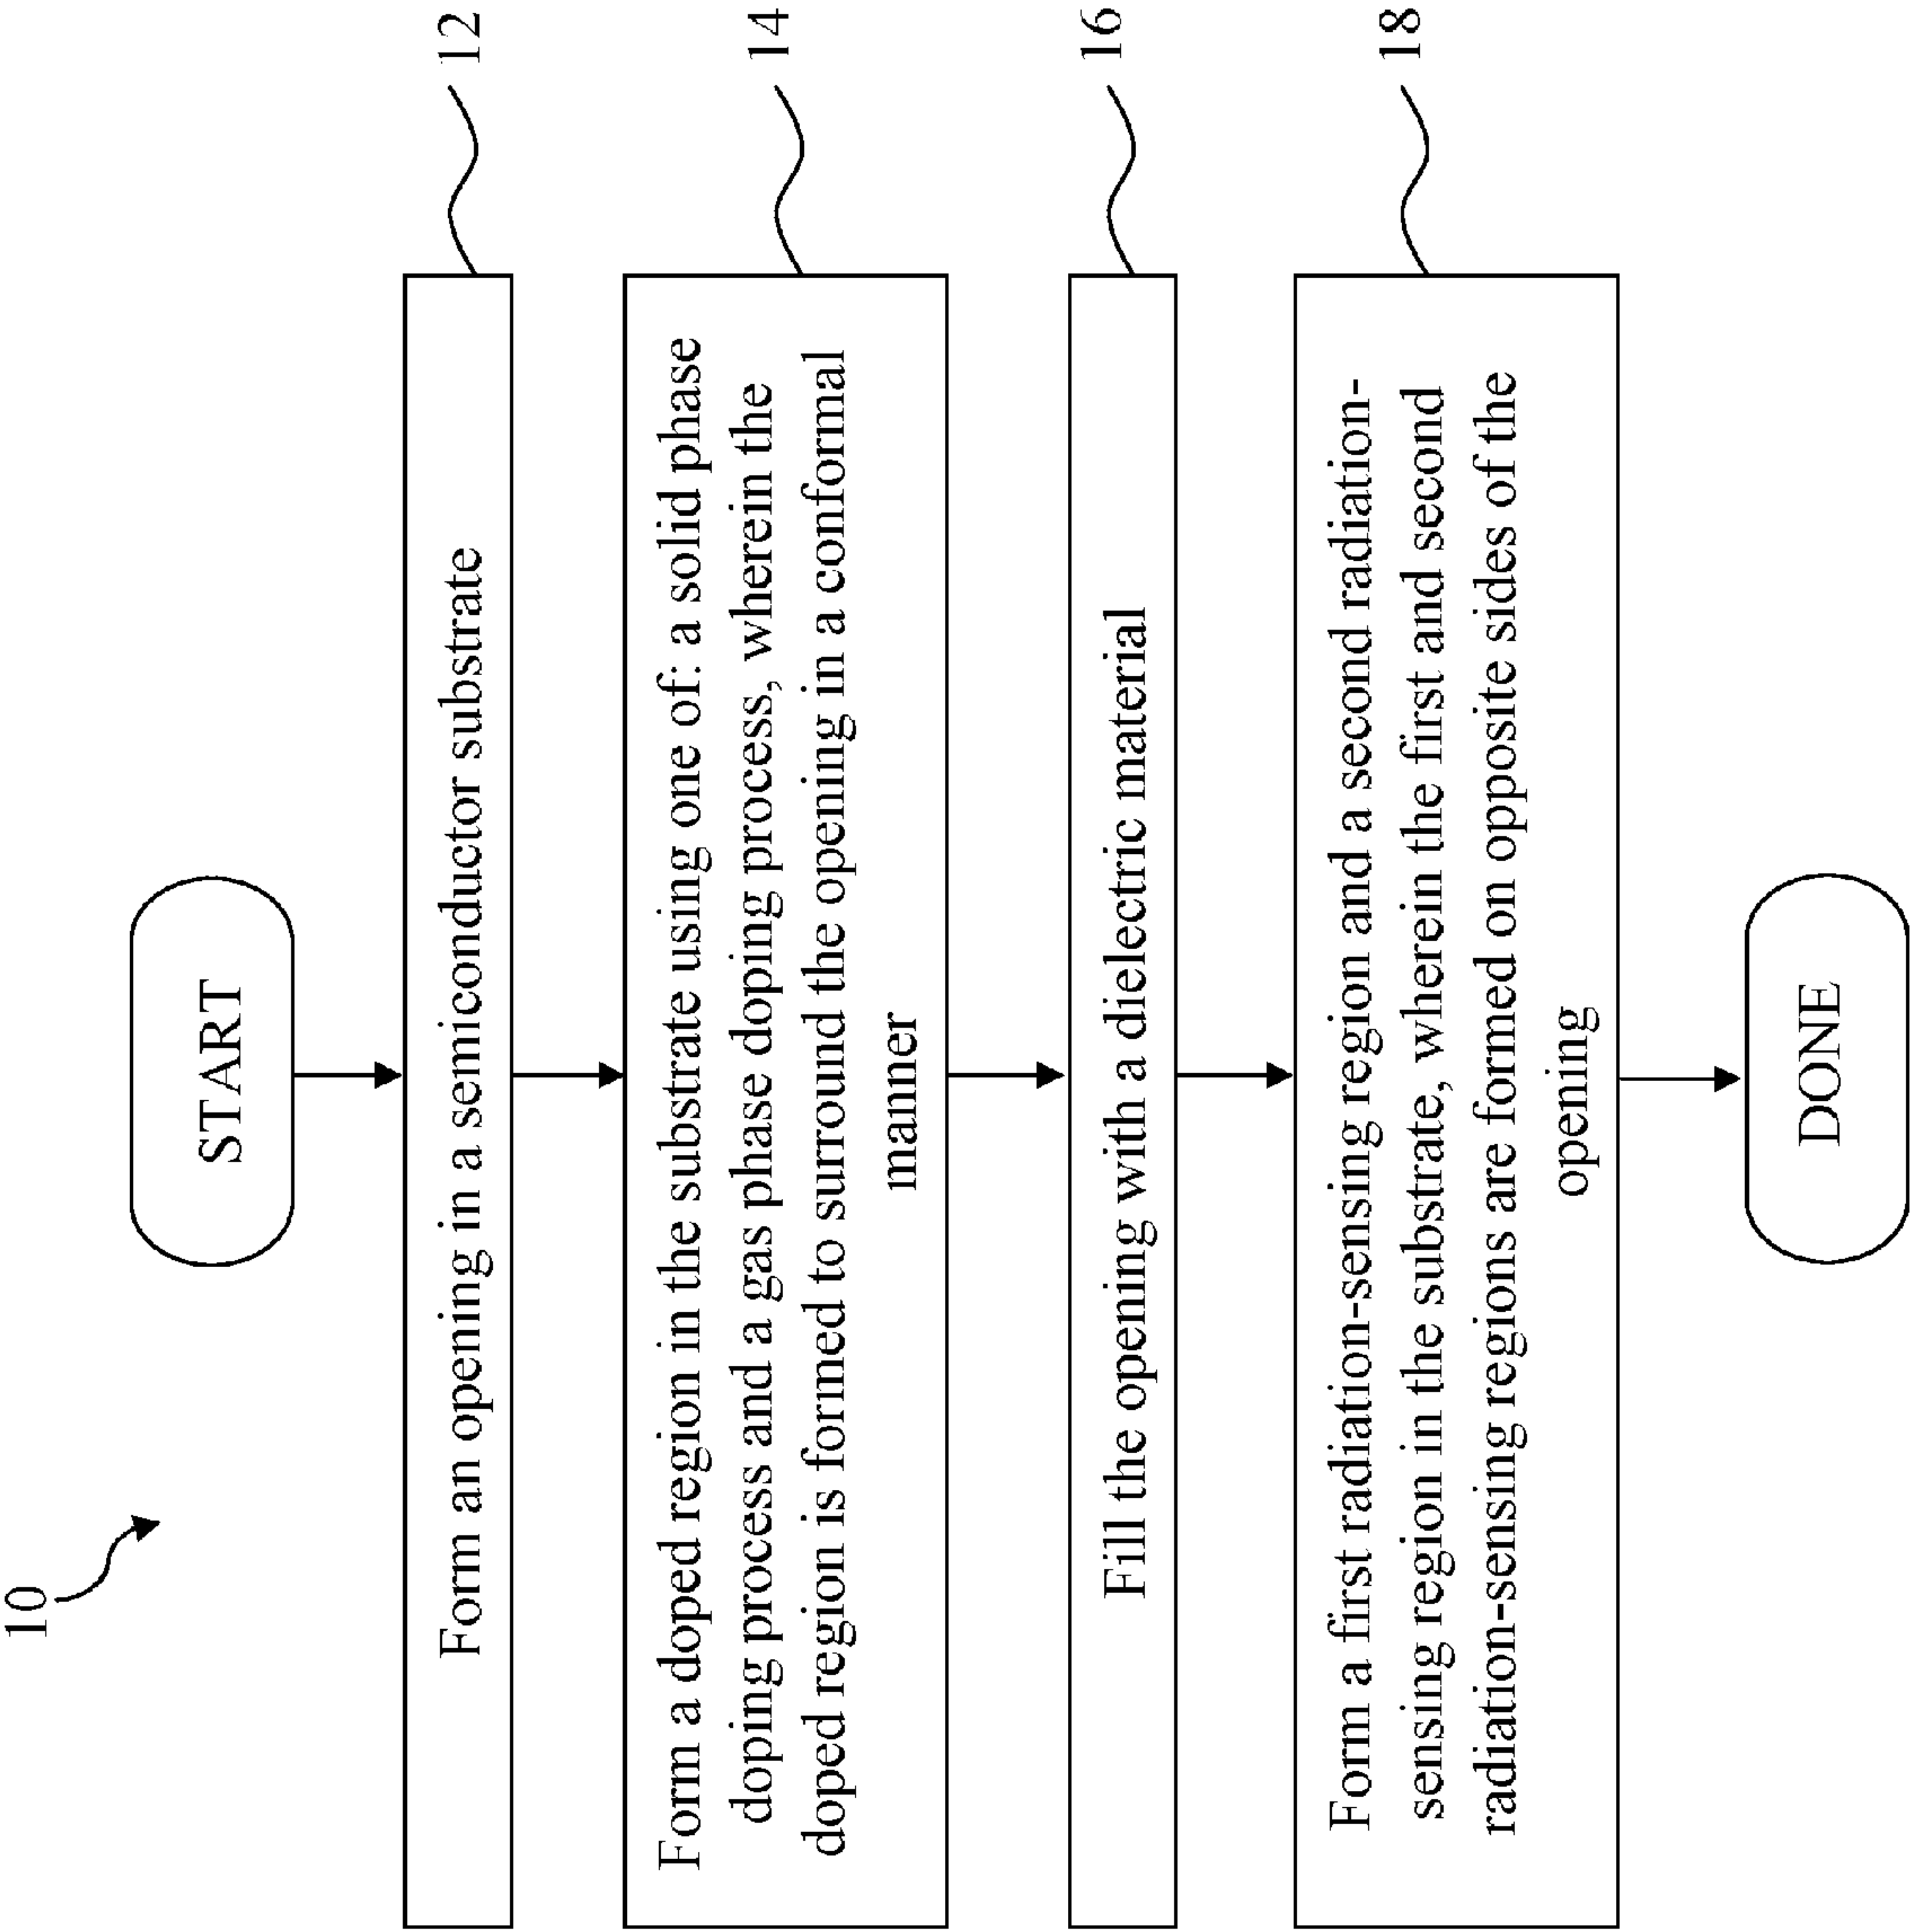 10
START
Form an opening in a semiconductor substrate
12
Form a doped region in the substrate using one of: a solid phase
doping process and a gas phase doping process, wherein the
doped region is formed to surround the opening in a conformal
manner
14
Fill the opening with a dielectric material
16
Form a first radiation-sensing region and a second radiation-
sensing region in the substrate, wherein the first and second
radiation-sensing regions are formed on opposite sides of the
opening
18
DONE